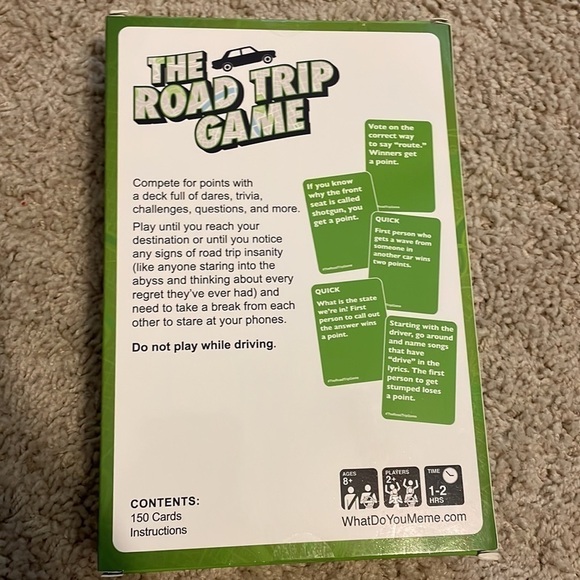 THE
ROAD TRIP
GAME
Compete for points with
a deck full of dares, trivia,
challenges, questions, and more.
Play until you reach your
destination or until you notice
any signs of road trip insanity
(like anyone staring into the
abyss and thinking about every
regret they've ever had) and
need to take a break from each
other to stare at your phones.
Do not play while driving.
Vote on the
correct way
to say "route."
Winners get
a point.
If you know
why the front
seat is called
shotgun, you
get a point.
#TheRoadTripGame
QUICK
First person who
gets a wave from
someone in
another car wins
two points.
QUICK
What is the state
we're in? First
person to call out
the answer wins
a point.
#TheRoadTripGame
Starting with the
driver, go around
and name songs
that have
"drive" in the
lyrics. The first
person to get
stumped loses
a point.
#TheRoadTripGame
CONTENTS:
150 Cards
Instructions
AGES
8+
PLAYERS
2+
TIME
1-2
HRS
WhatDoYouMeme.com